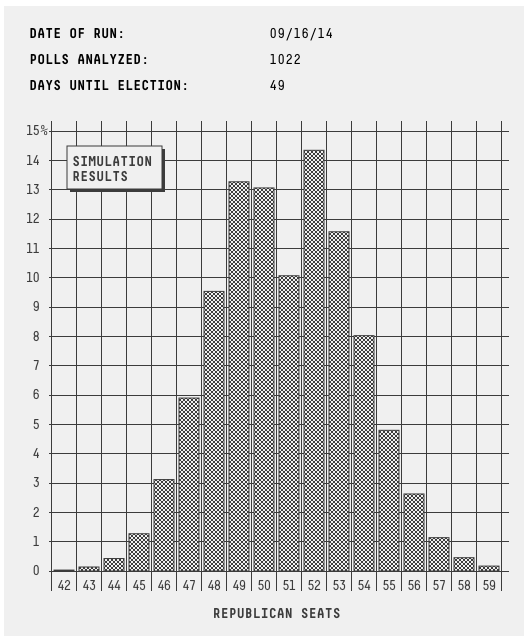 DATE OF RUN: 09/16/14
POLLS ANALYZED: 1022
DAYS UNTIL ELECTION: 49
15%
SIMULATION
RESULTS
14
13
12
11
10
9
8
7
6
5
4
3
2
1
0
42 43 44 45 46 47 48 49 50 51 52 53 54 55 56 57 58 59
REPUBLICAN SEATS